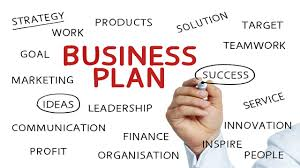 STRATEGY
WORK
PRODUCTS
SOLUTION
TARGET
GOAL
BUSINESS
PLAN
TEAMWORK
MARKETING
SUCCESS
IDEAS
LEADERSHIP
SERVICE
COMMUNICATION
FINANCE
INNOVATION
PROFIT
ORGANISATION
INSPIRE
PEOPLE